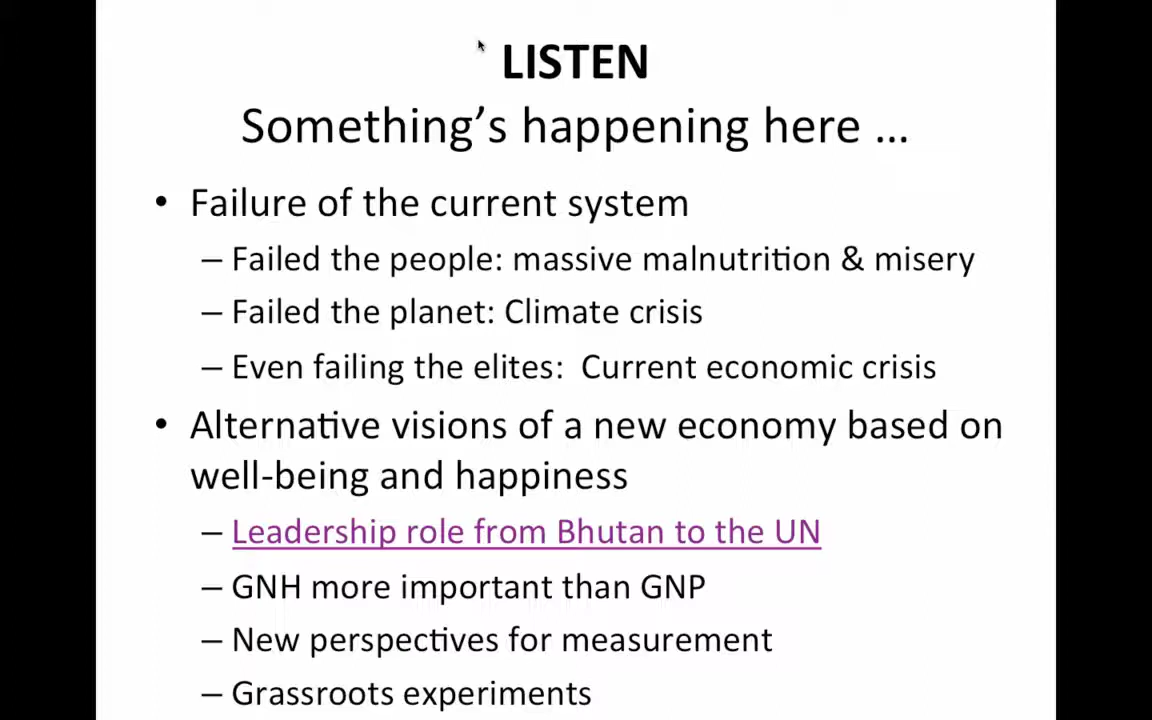 LISTEN
Something’s happening here …
• Failure of the current system
– Failed the people: massive malnutrition & misery
– Failed the planet: Climate crisis
– Even failing the elites:  Current economic crisis
• Alternative visions of a new economy based on
well-being and happiness
– Leadership role from Bhutan to the UN
– GNH more important than GNP
– New perspectives for measurement
– Grassroots experiments